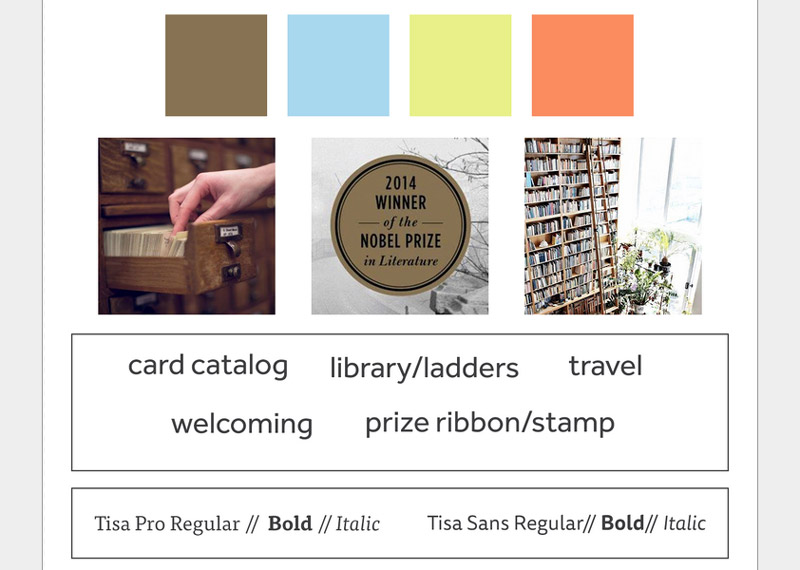 2014
WINNER
of the
NOBEL PRIZE
in Literature
card catalog library/ladders travel
welcoming prize ribbon/stamp
Tisa Pro Regular // Bold // Italic Tisa Sans Regular// Bold// Italic